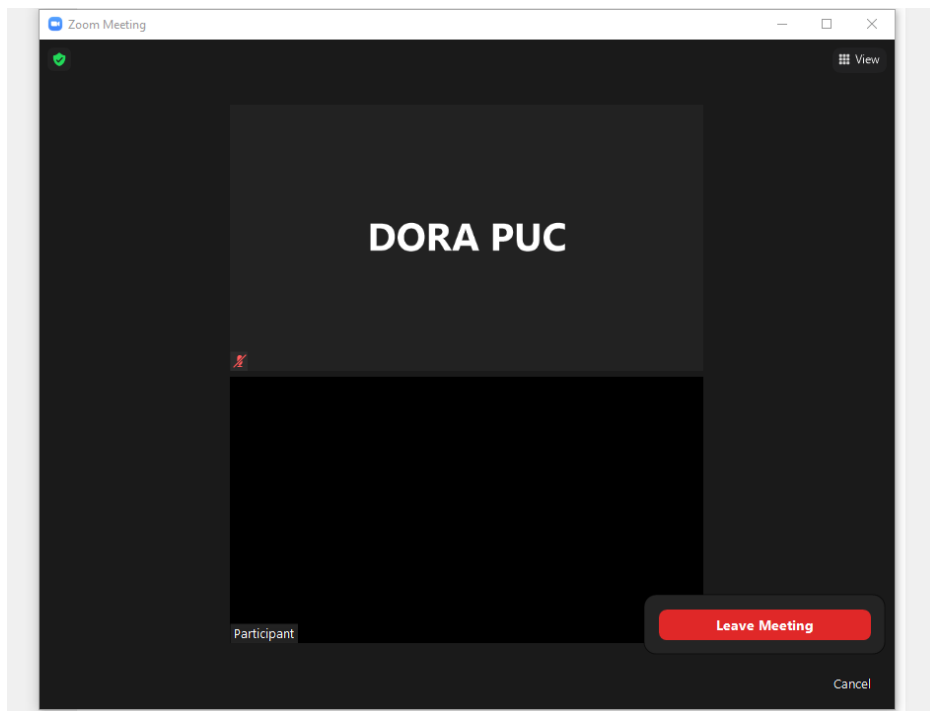 Zoom Meeting
View
DORA PUC
Participant
Leave Meeting
Cancel